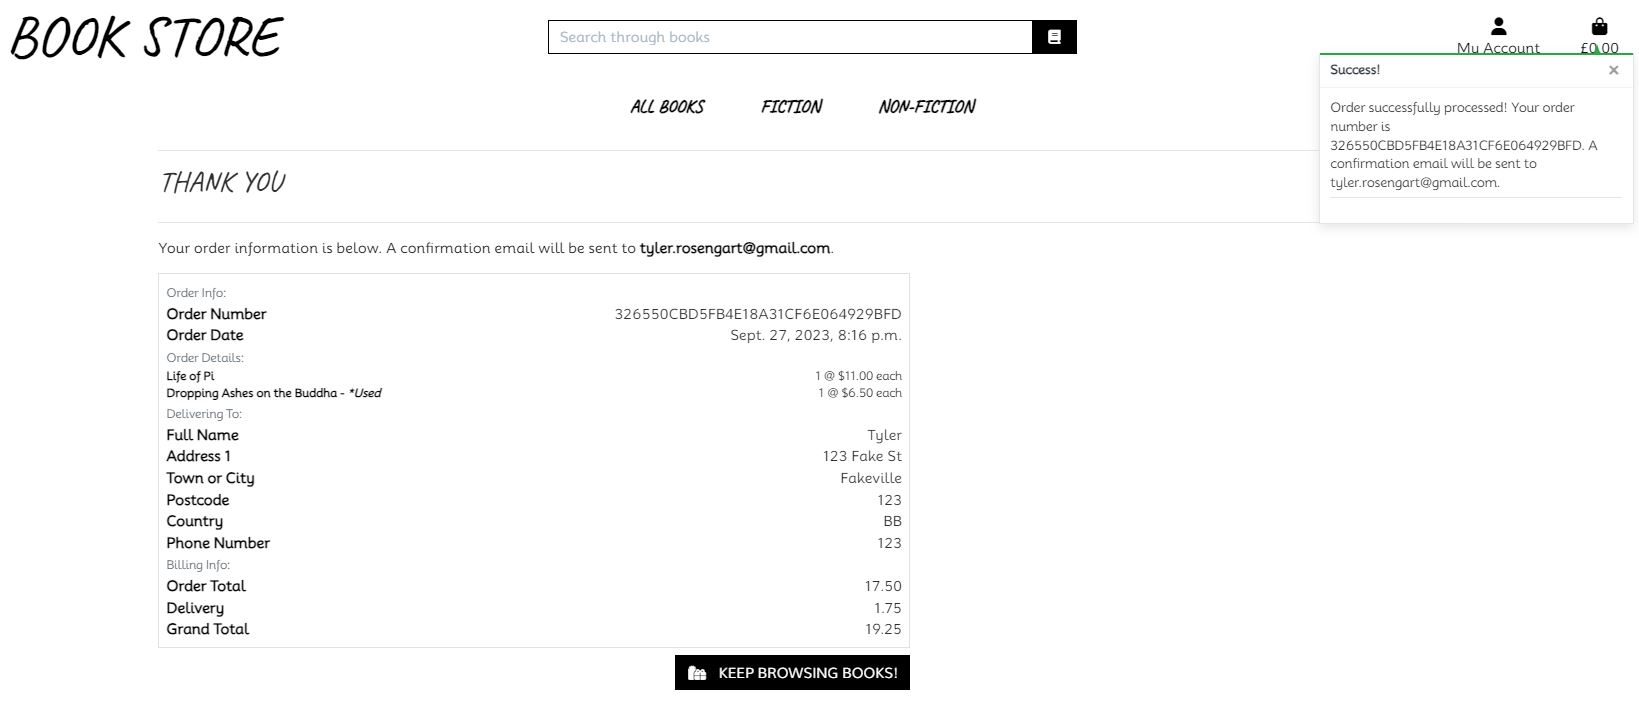 BOOK STORE
Search through books
My Account
£0.00
ALL BOOKS FICTION NON-FICTION
Success! ×
Order successfully processed! Your order
number is
326550CBD5FB4E18A31CF6E064929BFD. A
confirmation email will be sent to
tyler.rosengart@gmail.com.
THANK YOU
Your order information is below. A confirmation email will be sent to tyler.rosengart@gmail.com.
Order Info:
Order Number 326550CBD5FB4E18A31CF6E064929BFD
Order Date Sept. 27, 2023, 8:16 p.m.
Order Details:
Life of Pi 1 @ $11.00 each
Dropping Ashes on the Buddha - *Used 1 @ $6.50 each
Delivering To:
Full Name Tyler
Address 1 123 Fake St
Town or City Fakeville
Postcode 123
Country BB
Phone Number 123
Billing Info:
Order Total 17.50
Delivery 1.75
Grand Total 19.25
KEEP BROWSING BOOKS!